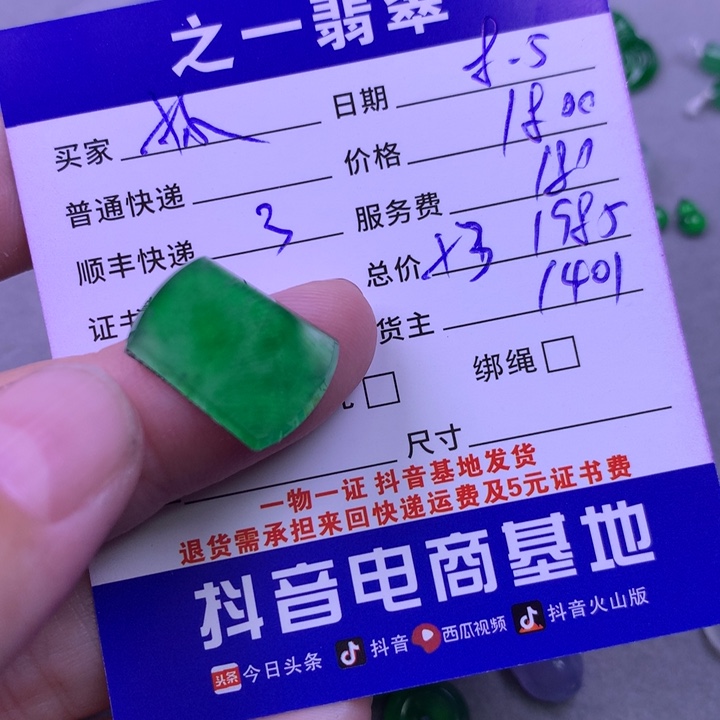 之一翡翠
买家 日期 8.5
普通快递 价格 1800
顺丰快递 3 服务费 180
证书 总价 +3 1985
货主 1401
绑绳
尺寸
一物一证 抖音基地发货
退货需承担来回快递运费及5元证书费
抖音电商基地
头条 今日头条 抖音 西瓜视频 抖音火山版